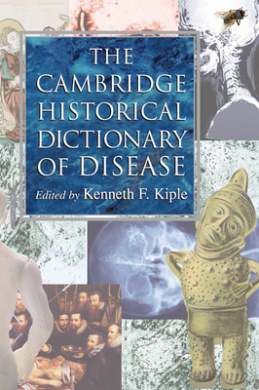 THE
CAMBRIDGE
HISTORICAL
DICTIONARY
OF DISEASE
Edited by Kenneth F. Kiple